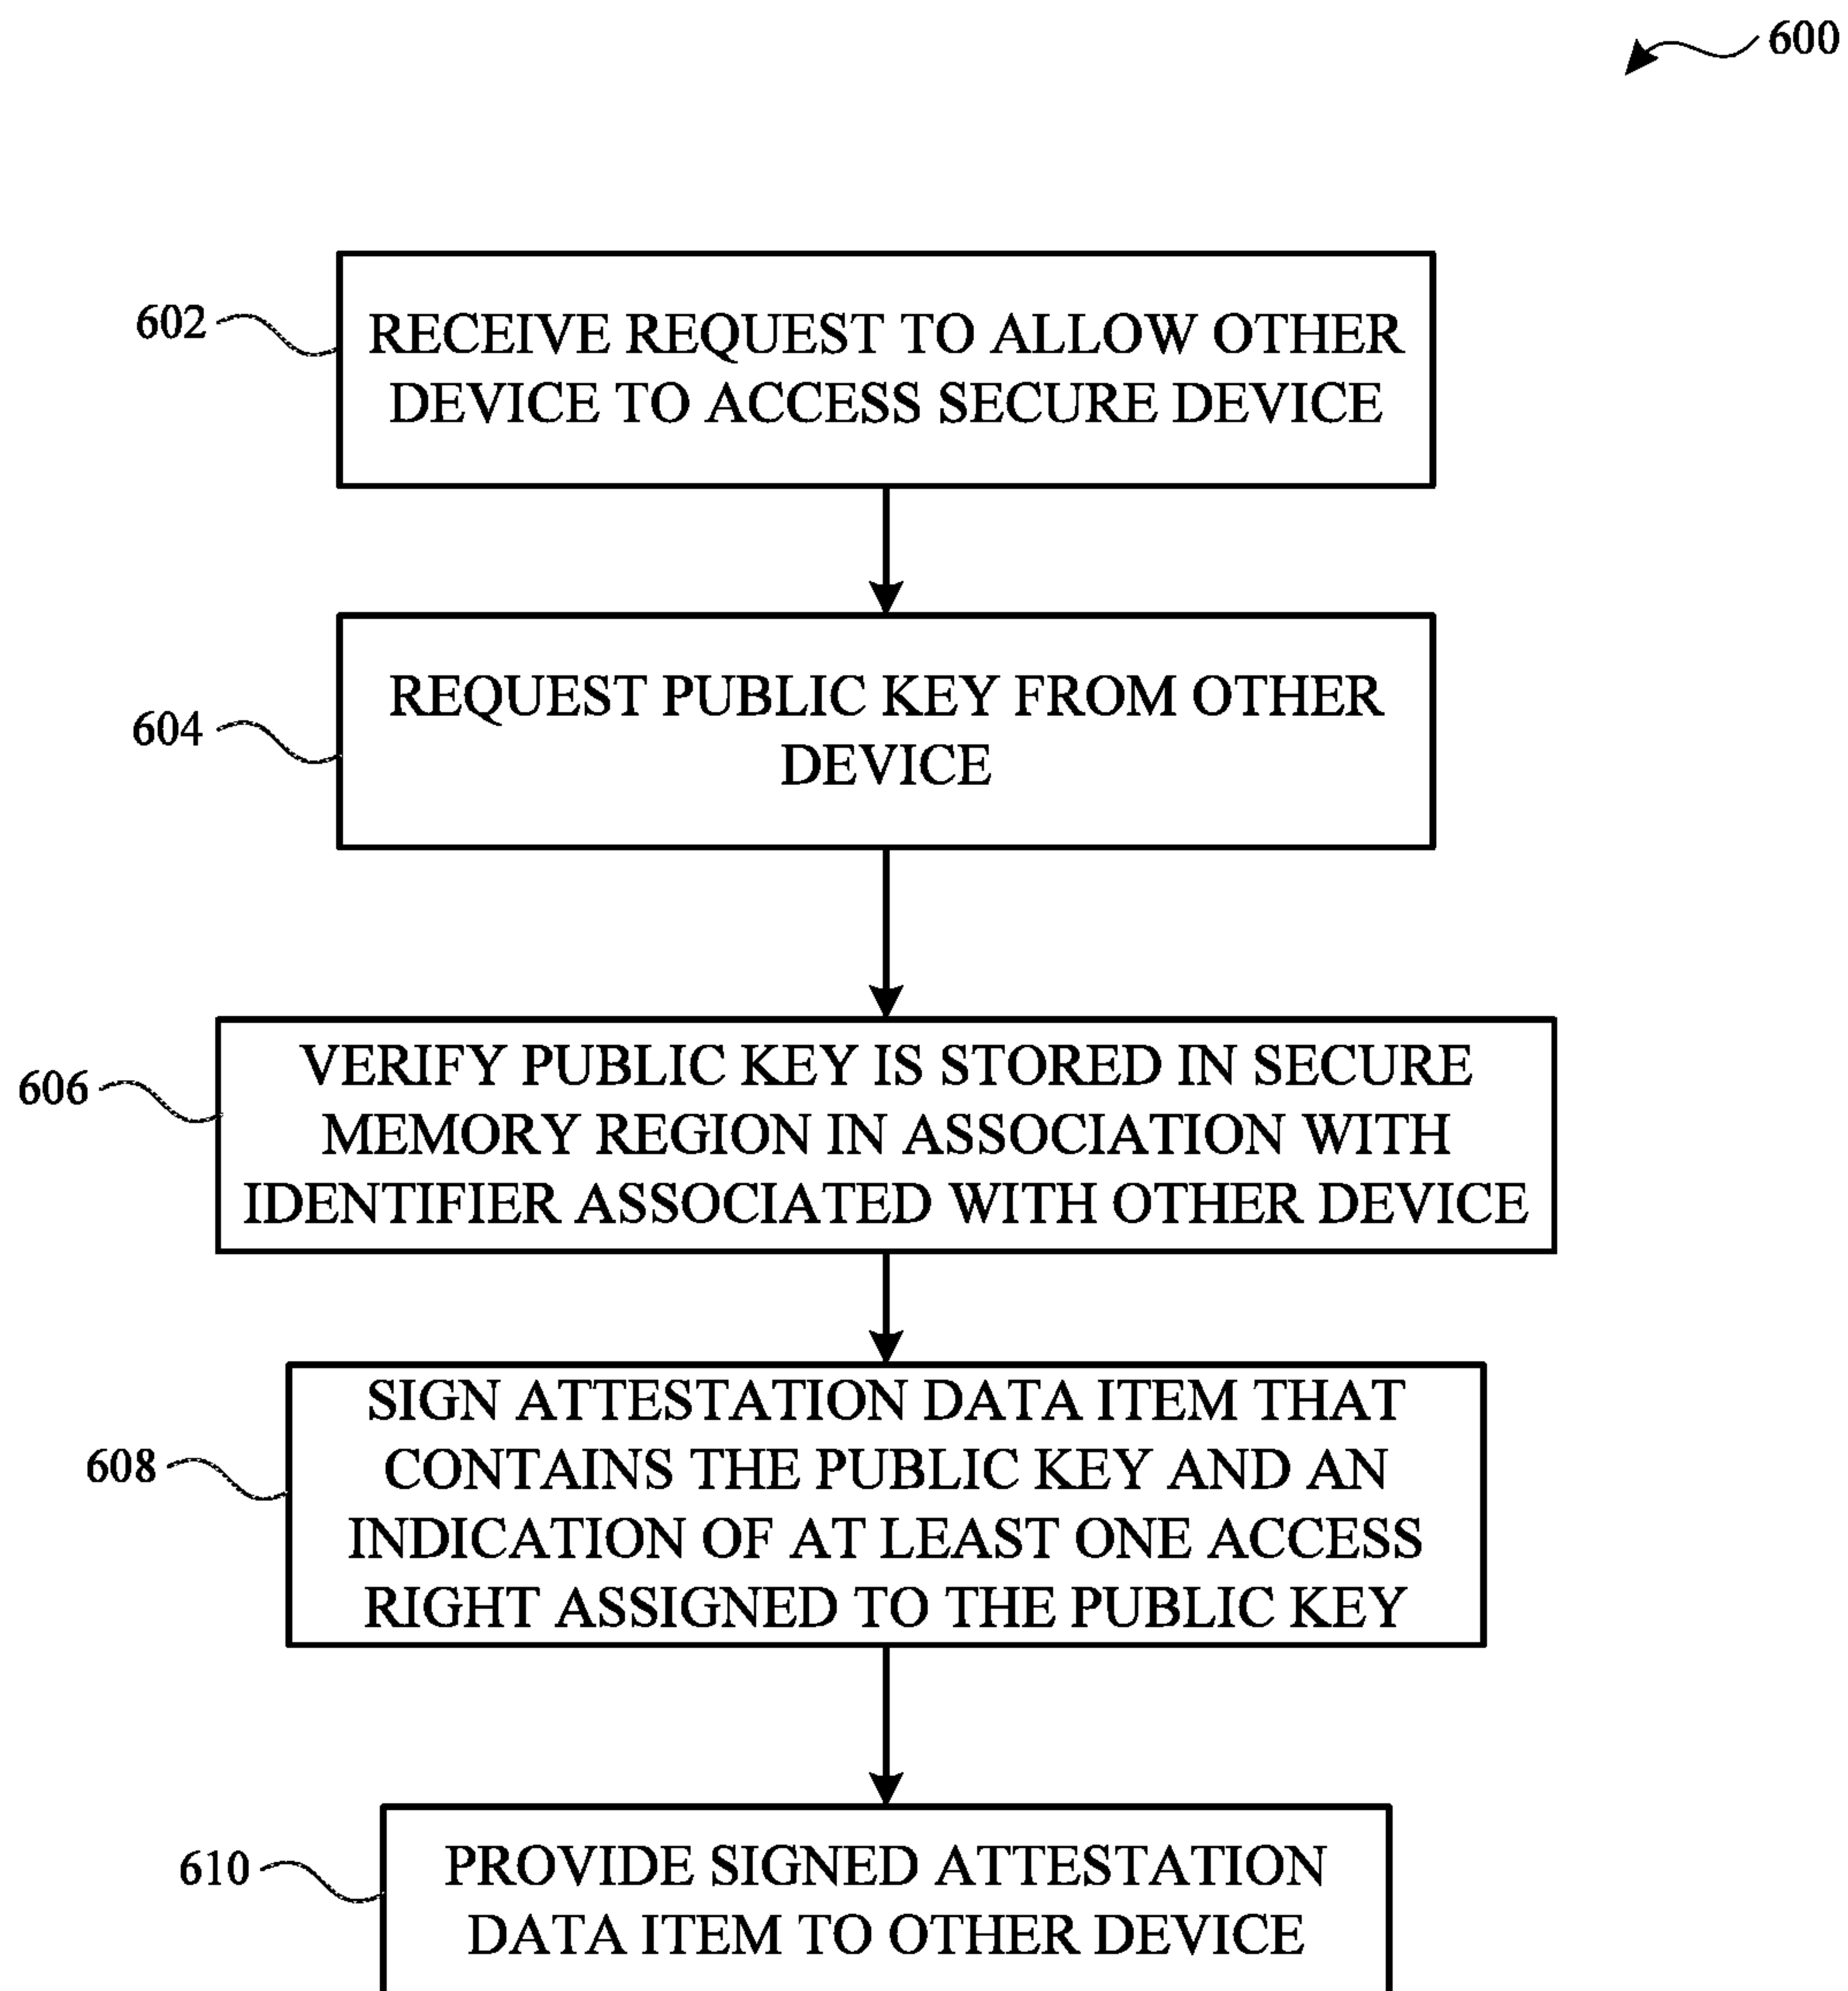 600
602
RECEIVE REQUEST TO ALLOW OTHER
DEVICE TO ACCESS SECURE DEVICE
604
REQUEST PUBLIC KEY FROM OTHER
DEVICE
606
VERIFY PUBLIC KEY IS STORED IN SECURE
MEMORY REGION IN ASSOCIATION WITH
IDENTIFIER ASSOCIATED WITH OTHER DEVICE
608
SIGN ATTESTATION DATA ITEM THAT
CONTAINS THE PUBLIC KEY AND AN
INDICATION OF AT LEAST ONE ACCESS
RIGHT ASSIGNED TO THE PUBLIC KEY
610
PROVIDE SIGNED ATTESTATION
DATA ITEM TO OTHER DEVICE